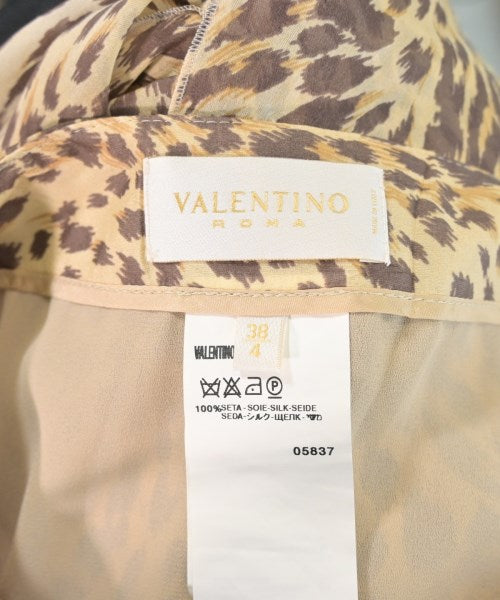 VALENTINO
ROMA
MADE IN ITALY
38
4
VALENTINO
100%SETA-SOIE-SILK-SEIDE
SEDA-シルク-ЩЕЛК-
05837